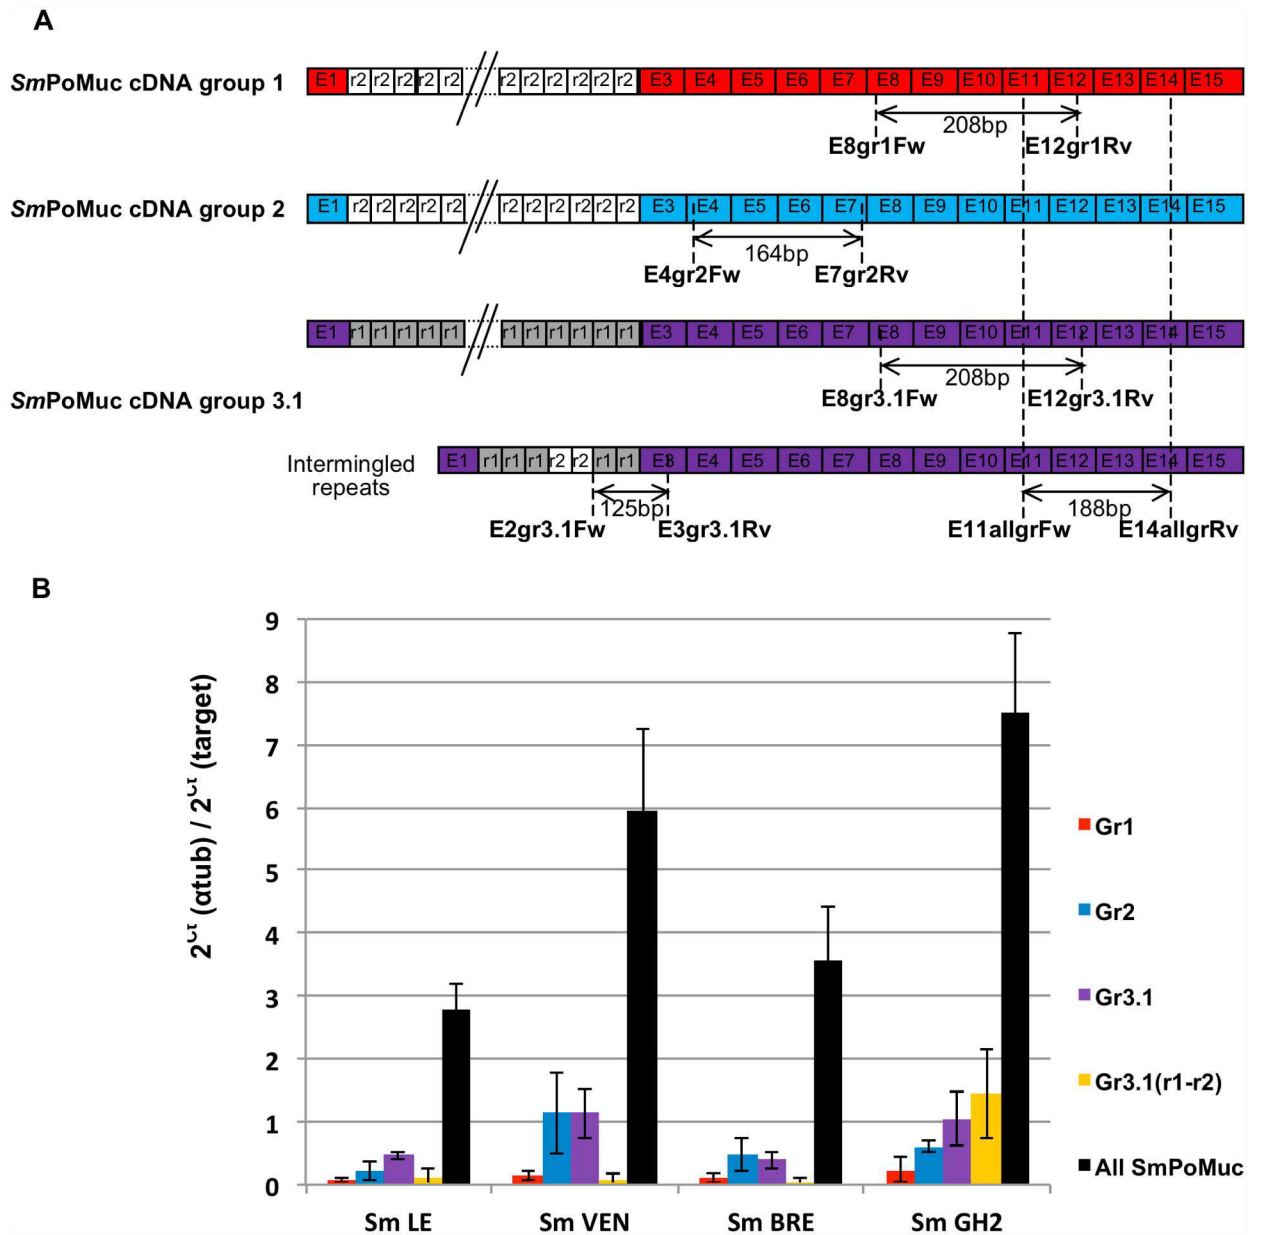 A
SmPoMuc cDNA group 1
E1 r2 r2 r2 r2 r2 r2 r2 r2 r2 r2 r2 E3 E4 E5 E6 E7 E8 E9 E10 E11 E12 E13 E14 E15
208bp
E8gr1Fw E12gr1Rv
SmPoMuc cDNA group 2
E1 r2 r2 r2 r2 r2 r2 r2 r2 r2 r2 r2 E3 E4 E5 E6 E7 E8 E9 E10 E11 E12 E13 E14 E15
164bp
E4gr2Fw E7gr2Rv
E1 r1 r1 r1 r1 r1 r1 r1 r1 r1 r1 r1 E3 E4 E5 E6 E7 E8 E9 E10 E11 E12 E13 E14 E15
208bp
E8gr3.1Fw E12gr3.1Rv
SmPoMuc cDNA group 3.1
Intermingled
repeats
E1 r1 r1 r1 r2 r2 r1 r1 E3 E4 E5 E6 E7 E8 E9 E10 E11 E12 E13 E14 E15
125bp 188bp
E2gr3.1Fw E3gr3.1Rv E11allgrFw E14allgrRv
B
2^Ct (αtub) / 2^Ct (target)
9
8
7
6
5
4
3
2
1
0
Sm LE Sm VEN Sm BRE Sm GH2
Gr1
Gr2
Gr3.1
Gr3.1(r1-r2)
All SmPoMuc